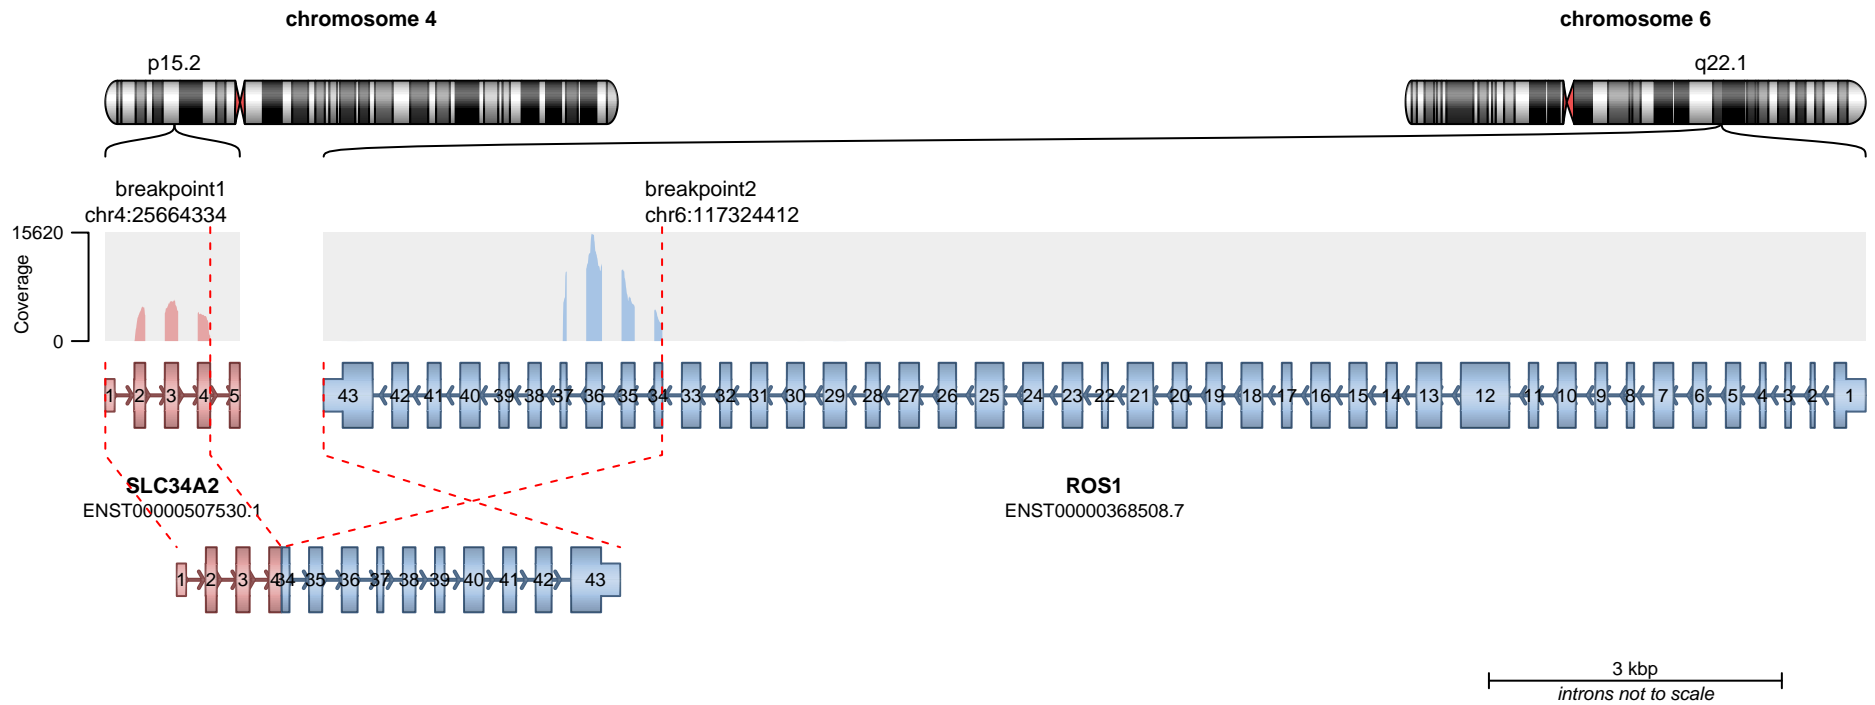 chromosome 4
chromosome 6
p15.2
q22.1
breakpoint1
chr4:25664334
breakpoint2
chr6:117324412
15620
Coverage
0
1 2 3 4 5
43 42 41 40 39 38 37 36 35 34 33 32 31 30 29 28 27 26 25 24 23 22 21 20 19 18 17 16 15 14 13 12 11 10 9 8 7 6 5 4 3 2 1
SLC34A2
ENST00000507530.1
ROS1
ENST00000368508.7
1 2 3 4 34 35 36 37 38 39 40 41 42 43
3 kbp
introns not to scale